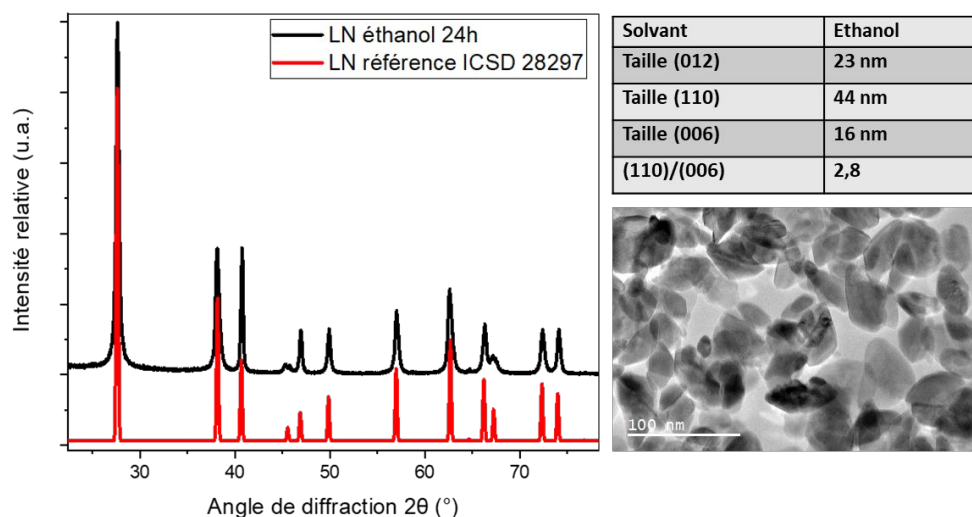 LN éthanol 24h
LN référence ICSD 28297
Intensité relative (u.a.)
30
40
50
60
70
Angle de diffraction 2θ (°)
Solvant Ethanol
Taille (012) 23 nm
Taille (110) 44 nm
Taille (006) 16 nm
(110)/(006) 2,8
100 nm